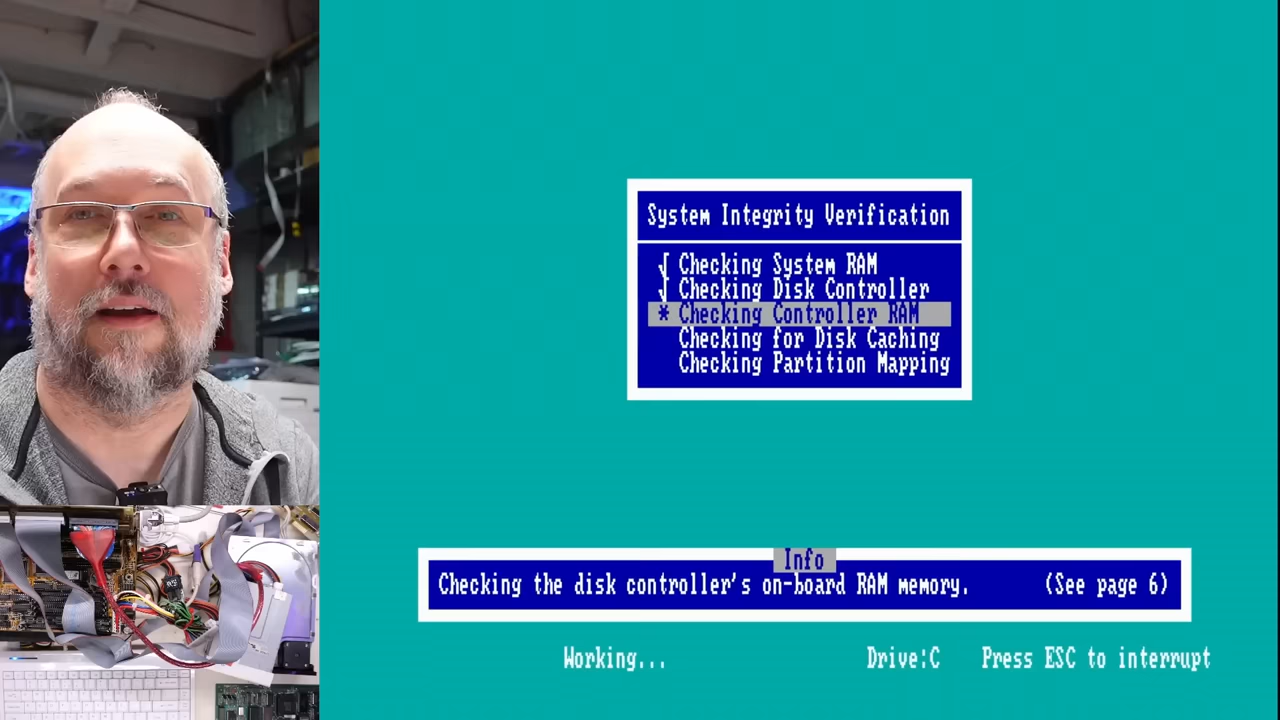 System Integrity Verification
√ Checking System RAM
√ Checking Disk Controller
* Checking Controller RAM
Checking for Disk Caching
Checking Partition Mapping
Info
Checking the disk controller's on-board RAM memory. (See page 6)
Working... Drive:C Press ESC to interrupt